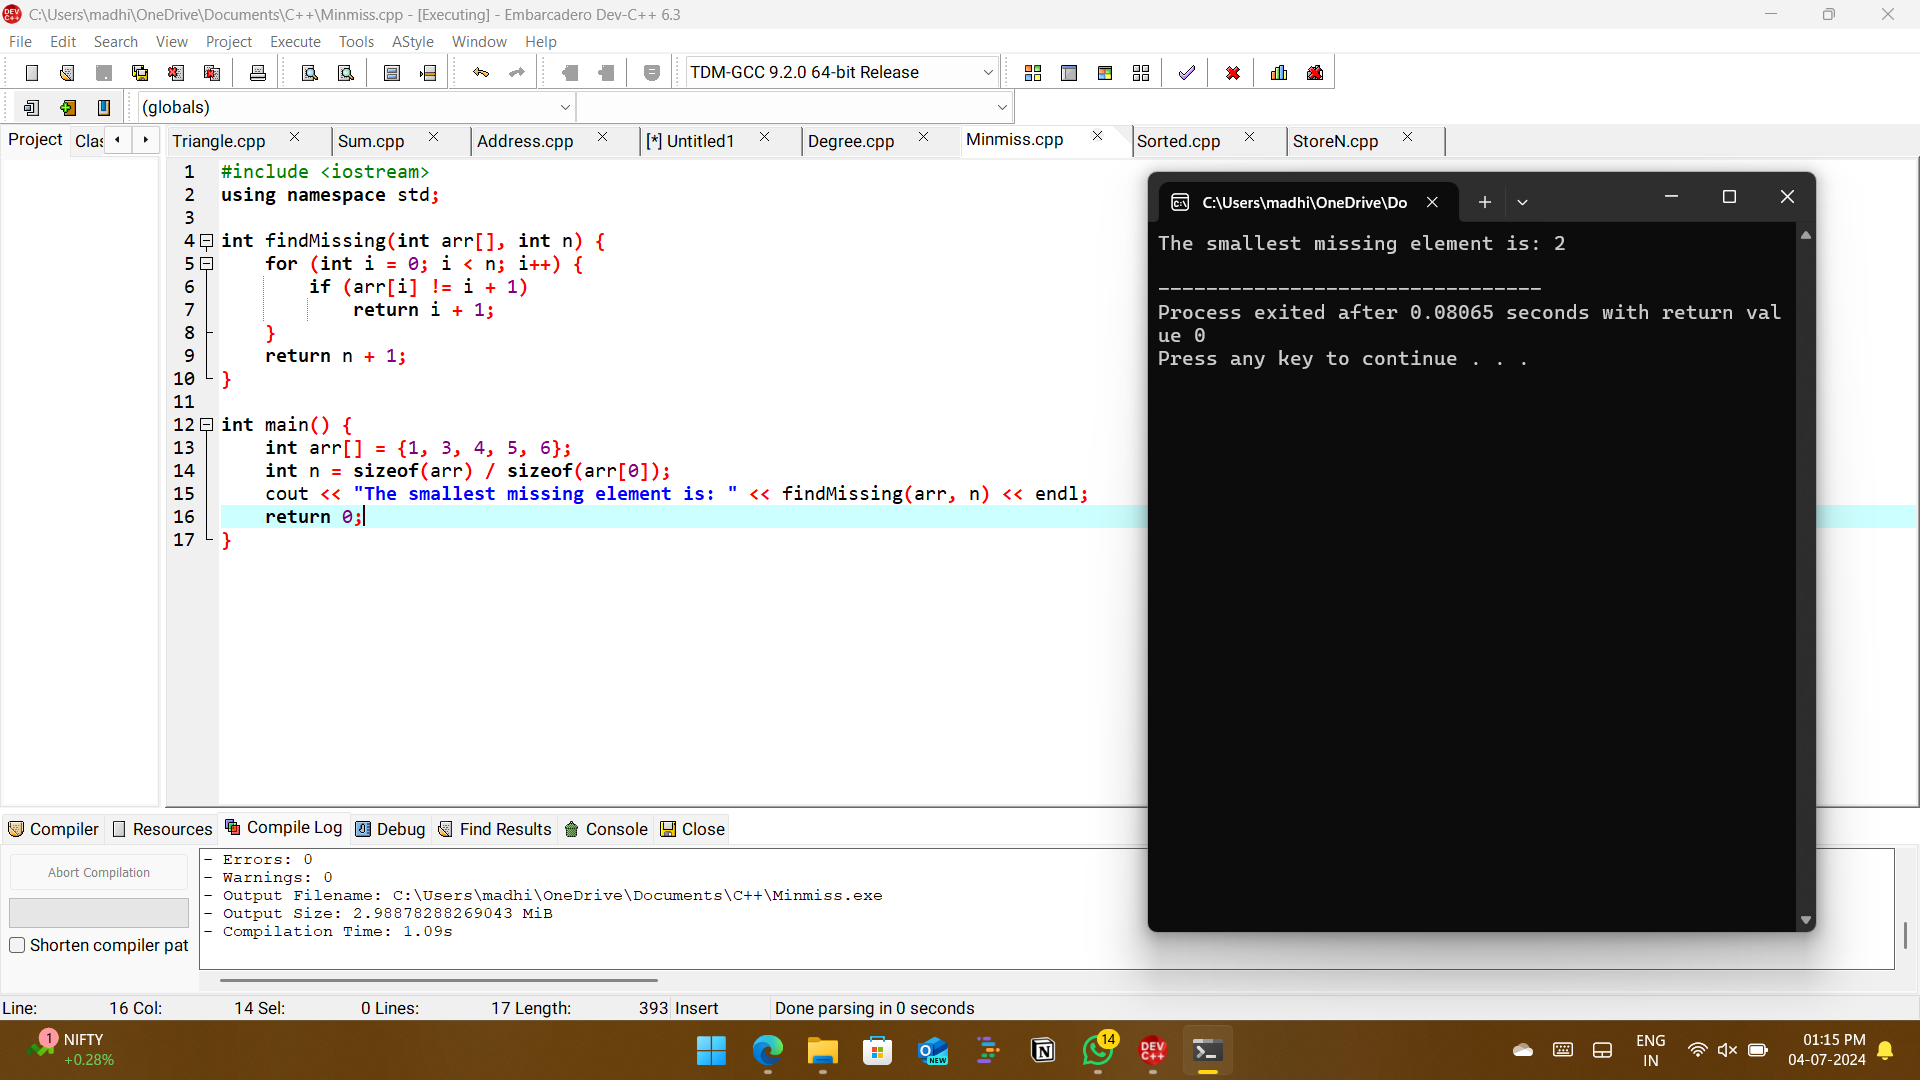 C:\Users\madhi\OneDrive\Documents\C++\Minmiss.cpp - [Executing] - Embarcadero Dev-C++ 6.3
File Edit Search View Project Execute Tools AStyle Window Help
TDM-GCC 9.2.0 64-bit Release
(globals)
Project Clas Triangle.cpp Sum.cpp Address.cpp [*] Untitled1 Degree.cpp Minmiss.cpp Sorted.cpp StoreN.cpp
1 #include <iostream>
2 using namespace std;
3
4 int findMissing(int arr[], int n) {
5     for (int i = 0; i < n; i++) {
6         if (arr[i] != i + 1)
7             return i + 1;
8     }
9     return n + 1;
10 }
11
12 int main() {
13     int arr[] = {1, 3, 4, 5, 6};
14     int n = sizeof(arr) / sizeof(arr[0]);
15     cout << "The smallest missing element is: " << findMissing(arr, n) << endl;
16     return 0;
17 }
C:\Users\madhi\OneDrive\Do
The smallest missing element is: 2
--------------------------------
Process exited after 0.08065 seconds with return val
ue 0
Press any key to continue . . .
Compiler Resources Compile Log Debug Find Results Console Close
Abort Compilation
Shorten compiler pat
- Errors: 0
- Warnings: 0
- Output Filename: C:\Users\madhi\OneDrive\Documents\C++\Minmiss.exe
- Output Size: 2.98878288269043 MiB
- Compilation Time: 1.09s
Line: 16 Col: 14 Sel: 0 Lines: 17 Length: 393 Insert Done parsing in 0 seconds
1 NIFTY
+0.28%
NEW
14
DEV
C++
ENG
IN
01:15 PM
04-07-2024